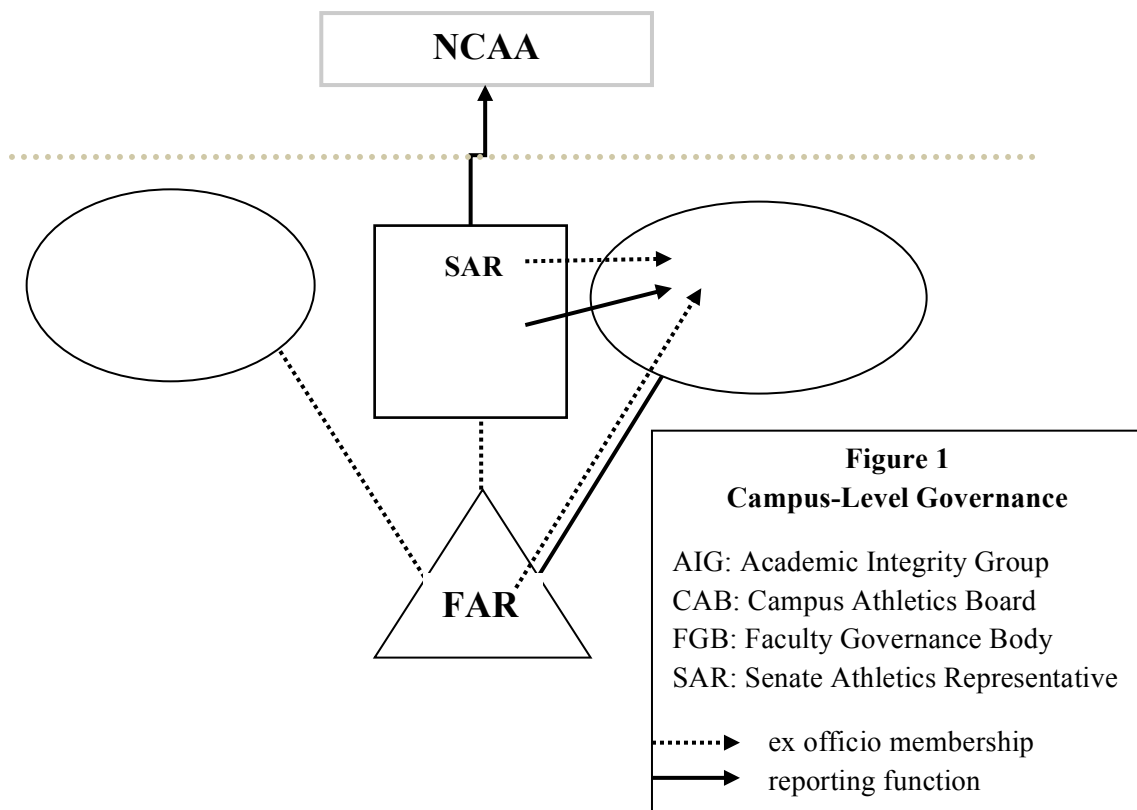 NCAA
SAR
FAR
Figure 1
Campus-Level Governance
AIG: Academic Integrity Group
CAB: Campus Athletics Board
FGB: Faculty Governance Body
SAR: Senate Athletics Representative
ex officio membership
reporting function